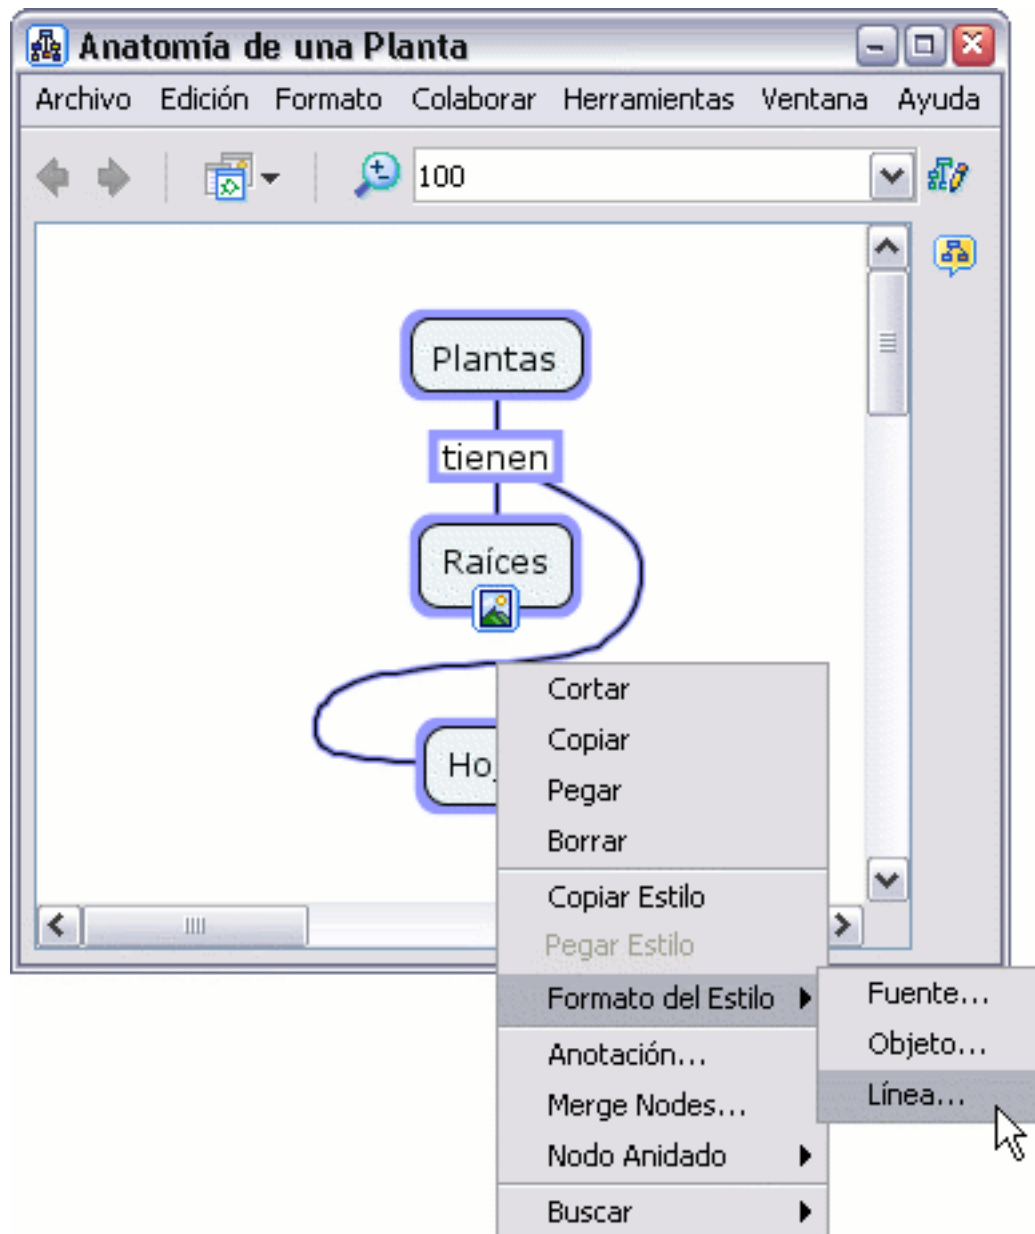 Anatomía de una Planta
Archivo Edición Formato Colaborar Herramientas Ventana Ayuda
100
Plantas
tienen
Raíces
Cortar
Copiar
Pegar
Borrar
Copiar Estilo
Pegar Estilo
Formato del Estilo
Fuente...
Objeto...
Línea...
Anotación...
Merge Nodes...
Nodo Anidado
Buscar